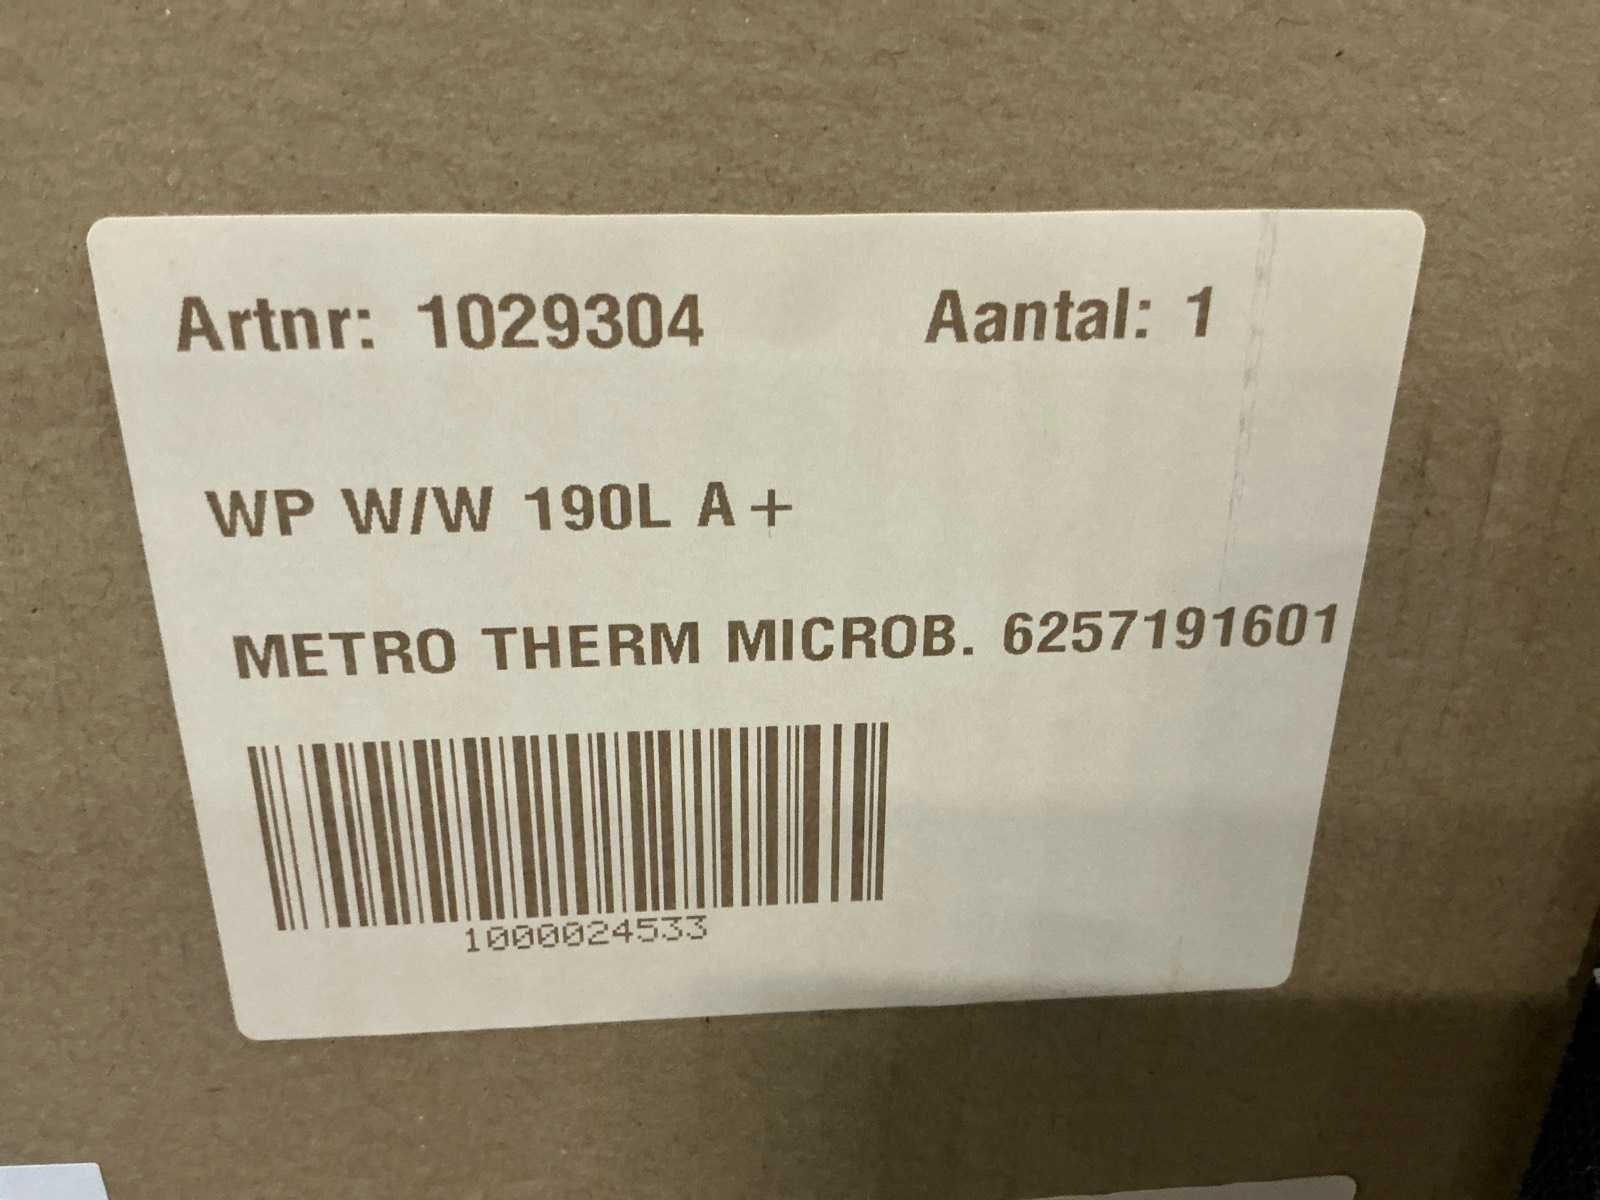 Artnr: 1029304 Aantal: 1
WP W/W 190L A+
METRO THERM MICROB. 6257191601
1000024533